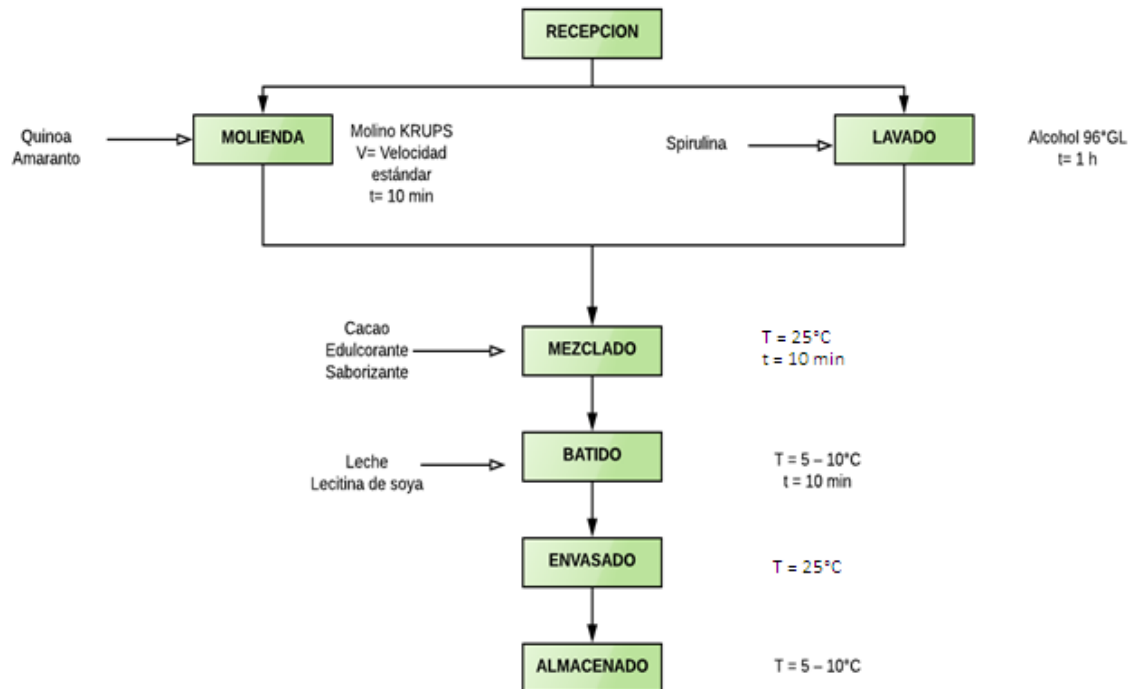 RECEPCION
Quinoa
Amaranto
MOLIENDA
Molino KRUPS
V= Velocidad
estándar
t= 10 min
Spirulina
LAVADO
Alcohol 96°GL
t= 1 h
Cacao
Edulcorante
Saborizante
MEZCLADO
T = 25°C
t = 10 min
Leche
Lecitina de soya
BATIDO
T = 5 – 10°C
t = 10 min
ENVASADO
T = 25°C
ALMACENADO
T = 5 – 10°C